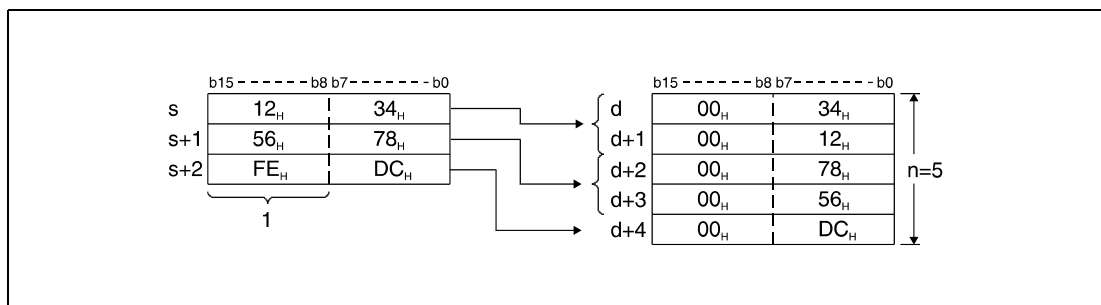 b15 ------ b8 b7 ------ b0 b15 ------ b8 b7 ------ b0
s 12H 34H d 00H 34H
s+1 56H 78H d+1 00H 12H
s+2 FEH DCH d+2 00H 78H n=5
d+3 00H 56H
1 d+4 00H DCH